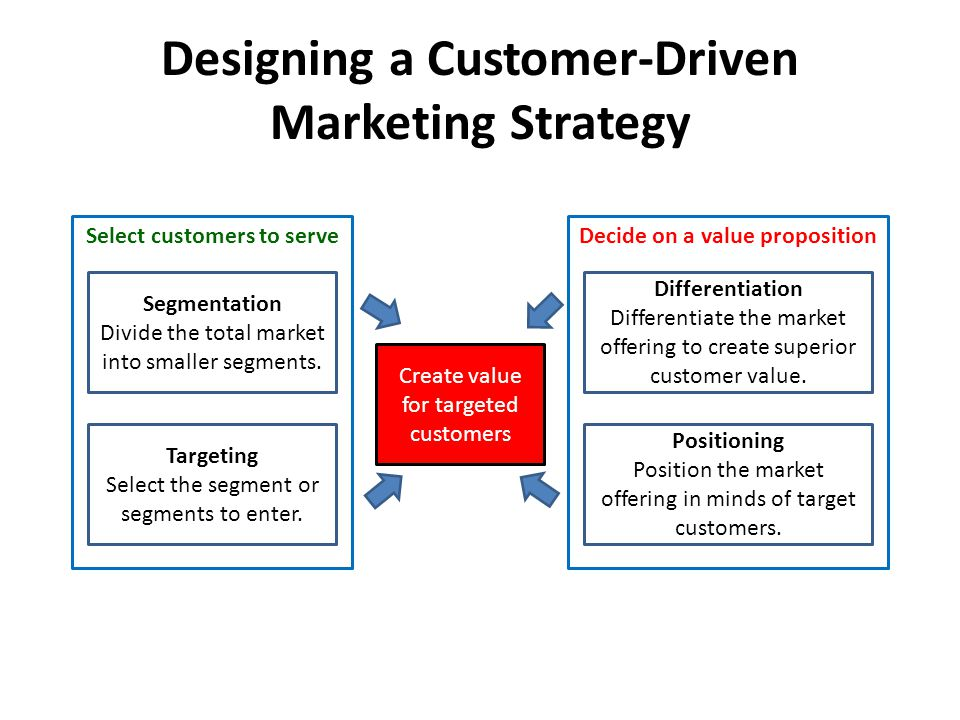 Designing a Customer-Driven
Marketing Strategy
Select customers to serve
Segmentation
Divide the total market
into smaller segments.
Targeting
Select the segment or
segments to enter.
Create value
for targeted
customers
Decide on a value proposition
Differentiation
Differentiate the market
offering to create superior
customer value.
Positioning
Position the market
offering in minds of target
customers.